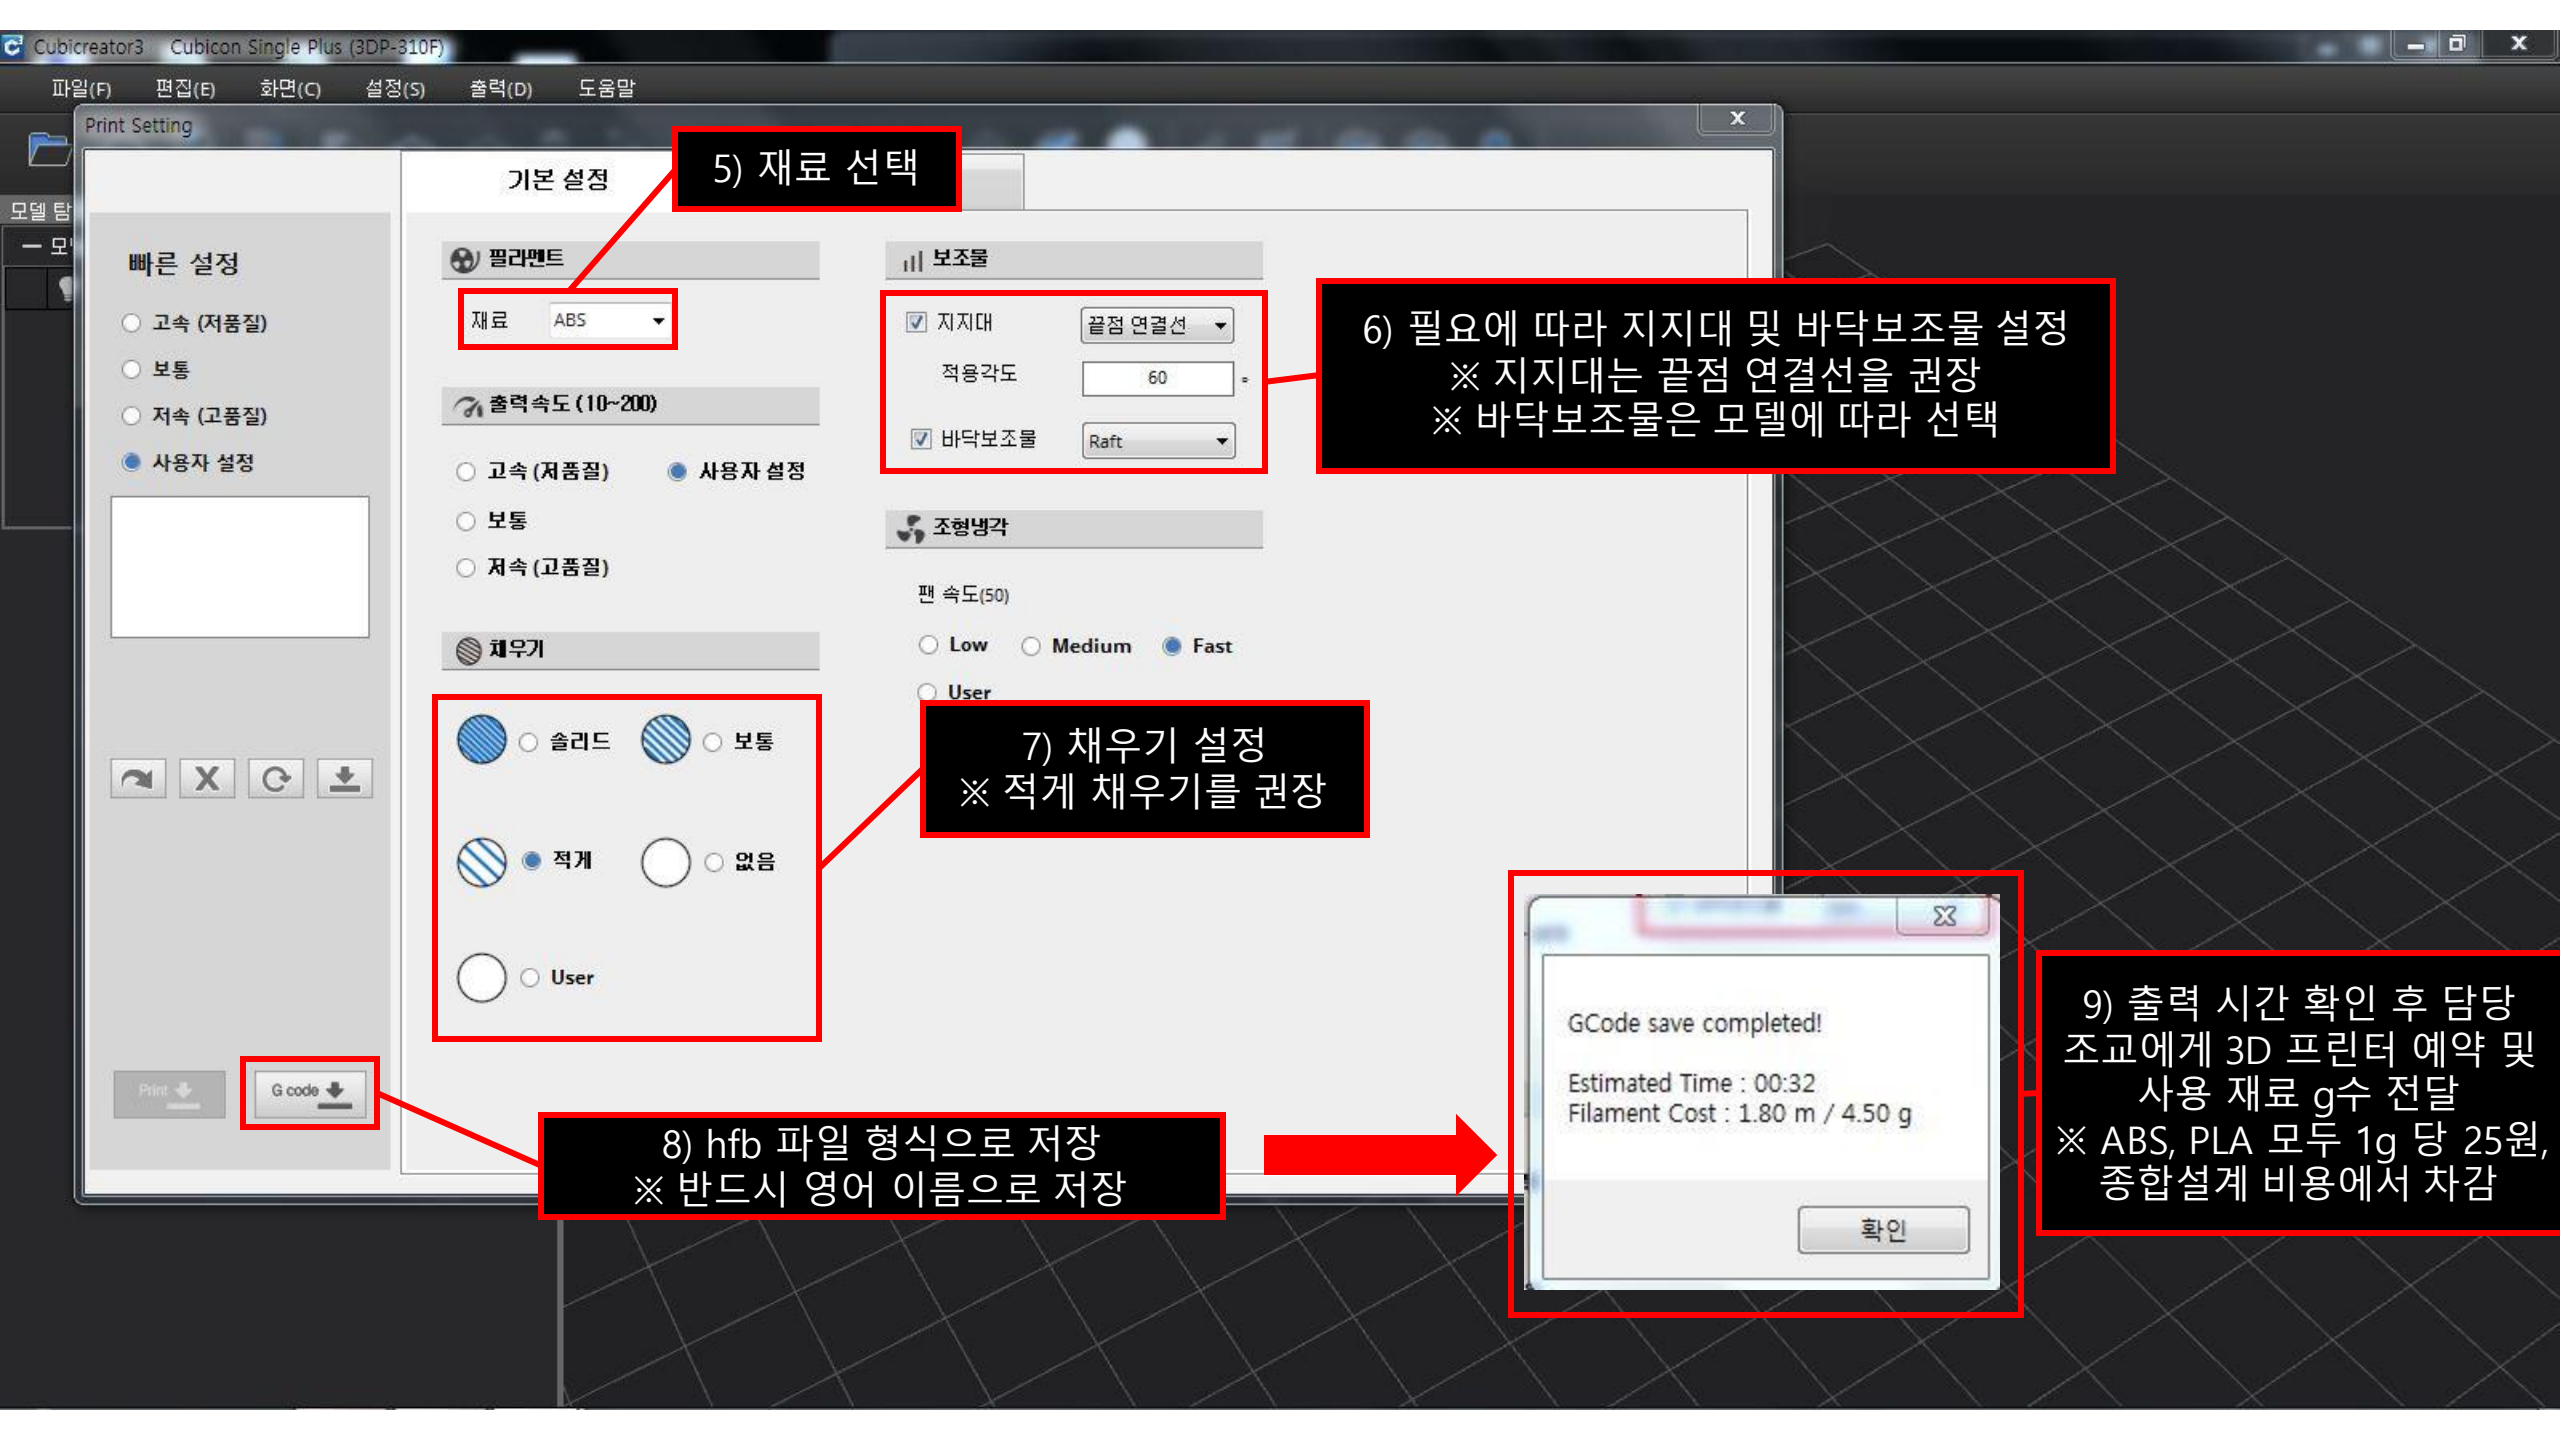 Cubicreator3 Cubicon Single Plus (3DP-310F)
파일(F) 편집(E) 화면(C) 설정(S) 출력(D) 도움말
Print Setting
기본 설정
5) 재료 선택
모델 탐
빠른 설정
고속 (저품질)
보통
저속 (고품질)
사용자 설정
Print
G code
필라멘트
재료 ABS
출력속도 (10~200)
고속 (저품질) 사용자 설정
보통
저속 (고품질)
채우기
솔리드 보통
적게 없음
User
보조물
지지대 끝점 연결선
적용각도 60 °
바닥보조물 Raft
조형냉각
팬 속도(50)
Low Medium Fast
User
6) 필요에 따라 지지대 및 바닥보조물 설정
※ 지지대는 끝점 연결선을 권장
※ 바닥보조물은 모델에 따라 선택
7) 채우기 설정
※ 적게 채우기를 권장
8) hfb 파일 형식으로 저장
※ 반드시 영어 이름으로 저장
GCode save completed!
Estimated Time : 00:32
Filament Cost : 1.80 m / 4.50 g
확인
9) 출력 시간 확인 후 담당
조교에게 3D 프린터 예약 및
사용 재료 g수 전달
※ ABS, PLA 모두 1g 당 25원,
종합설계 비용에서 차감